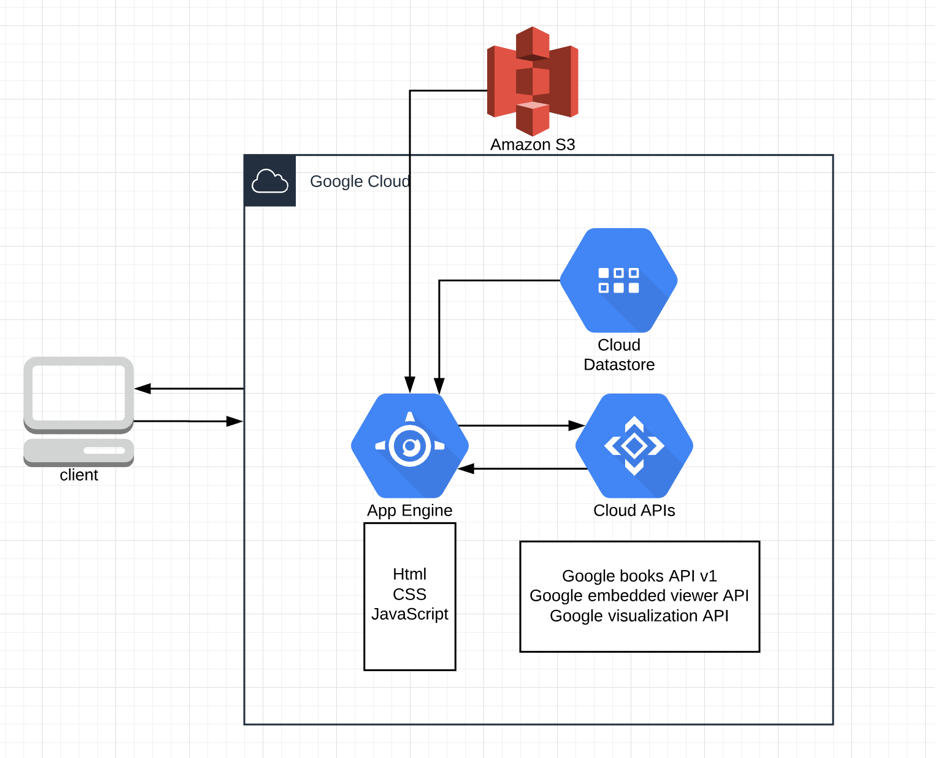 Amazon S3
Google Cloud
Cloud
Datastore
client
App Engine
Cloud APIs
Html
CSS
JavaScript
Google books API v1
Google embedded viewer API
Google visualization API